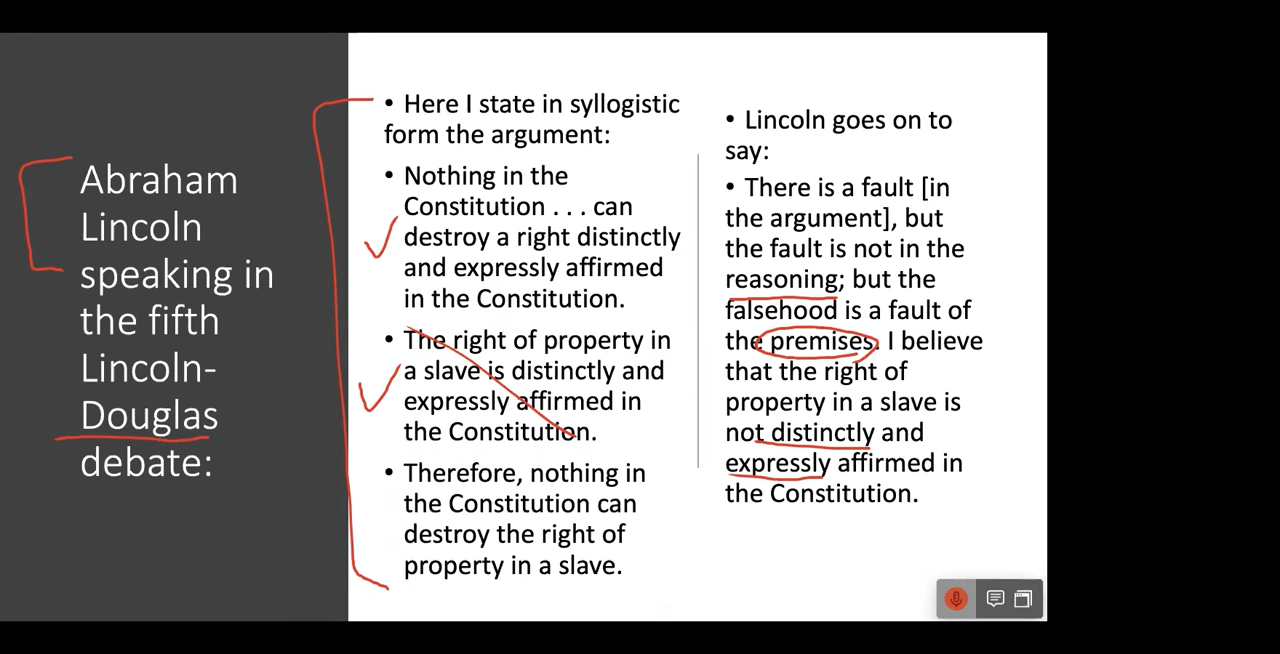 Abraham
Lincoln
speaking in
the fifth
Lincoln-
Douglas
debate:
• Here I state in syllogistic
form the argument:
• Nothing in the
Constitution . . . can
destroy a right distinctly
and expressly affirmed
in the Constitution.
• The right of property in
a slave is distinctly and
expressly affirmed in
the Constitution.
• Therefore, nothing in
the Constitution can
destroy the right of
property in a slave.
• Lincoln goes on to
say:
• There is a fault [in
the argument], but
the fault is not in the
reasoning; but the
falsehood is a fault of
the premises. I believe
that the right of
property in a slave is
not distinctly and
expressly affirmed in
the Constitution.